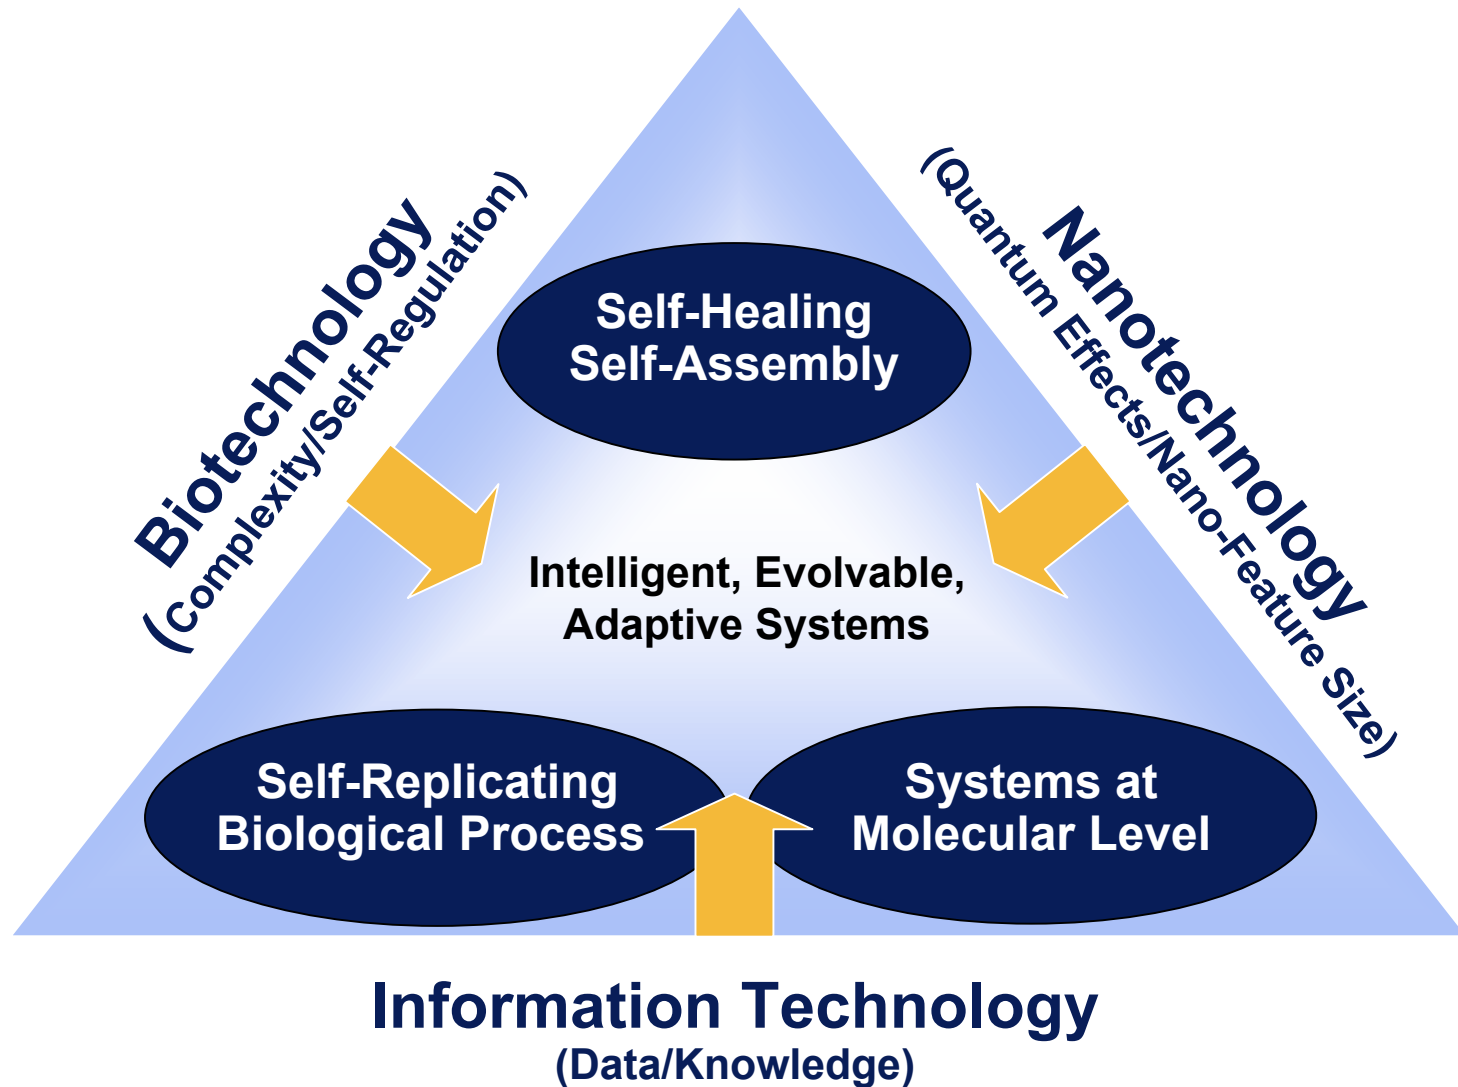 Biotechnology
(Complexity/Self-Regulation)
Nanotechnology
(Quantum Effects/Nano-Feature Size)
Self-Healing
Self-Assembly
Intelligent, Evolvable,
Adaptive Systems
Self-Replicating
Biological Process
Systems at
Molecular Level
Information Technology
(Data/Knowledge)